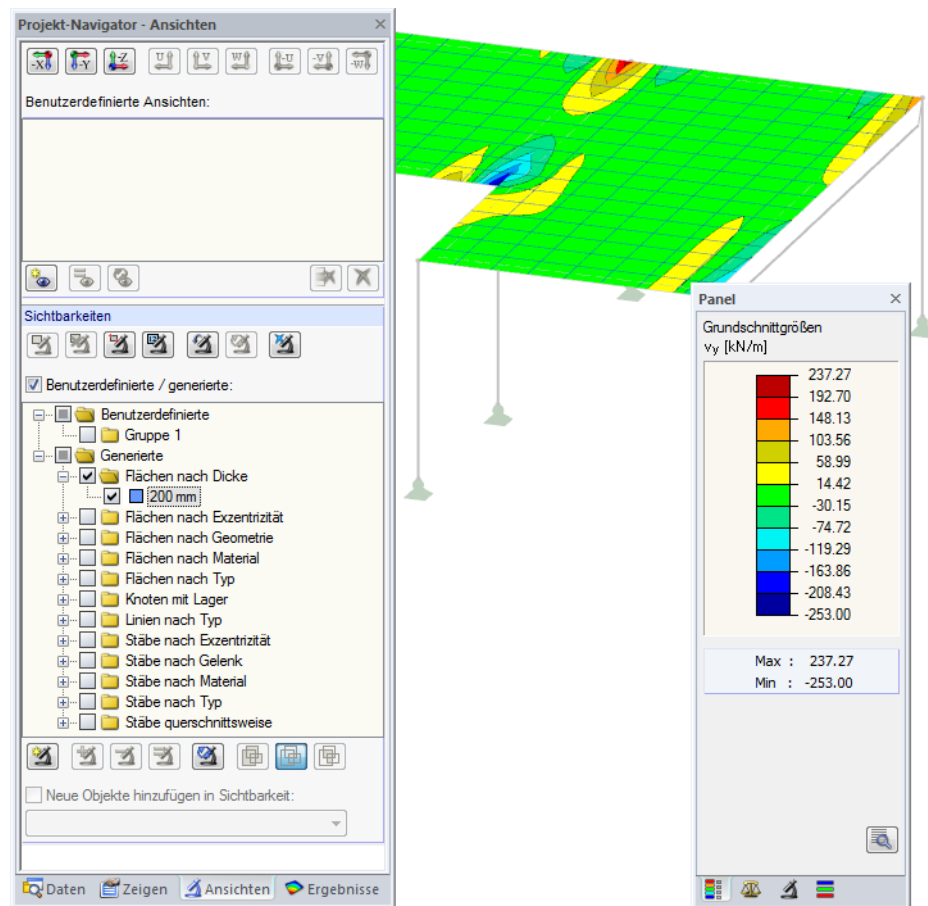 Projekt-Navigator - Ansichten
-X -Y -Z U V W -U -V -W
Benutzerdefinierte Ansichten:
Sichtbarkeiten
Benutzerdefinierte / generierte:
Benutzerdefinierte
Gruppe 1
Generierte
Flächen nach Dicke
200 mm
Flächen nach Exzentrizität
Flächen nach Geometrie
Flächen nach Material
Flächen nach Typ
Knoten mit Lager
Linien nach Typ
Stäbe nach Exzentrizität
Stäbe nach Gelenk
Stäbe nach Material
Stäbe nach Typ
Stäbe querschnittsweise
Neue Objekte hinzufügen in Sichtbarkeit:
Daten Zeigen Ansichten Ergebnisse
Panel
Grundschnittgrößen
vy [kN/m]
237.27
192.70
148.13
103.56
58.99
14.42
-30.15
-74.72
-119.29
-163.86
-208.43
-253.00
Max : 237.27
Min : -253.00